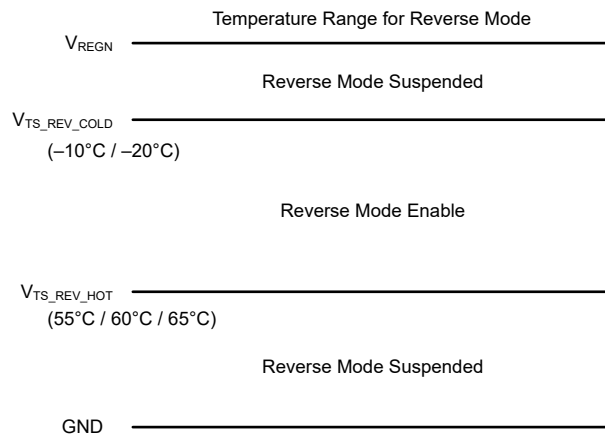 Temperature Range for Reverse Mode
VREGN
Reverse Mode Suspended
VTS_REV_COLD
(–10°C / –20°C)
Reverse Mode Enable
VTS_REV_HOT
(55°C / 60°C / 65°C)
Reverse Mode Suspended
GND